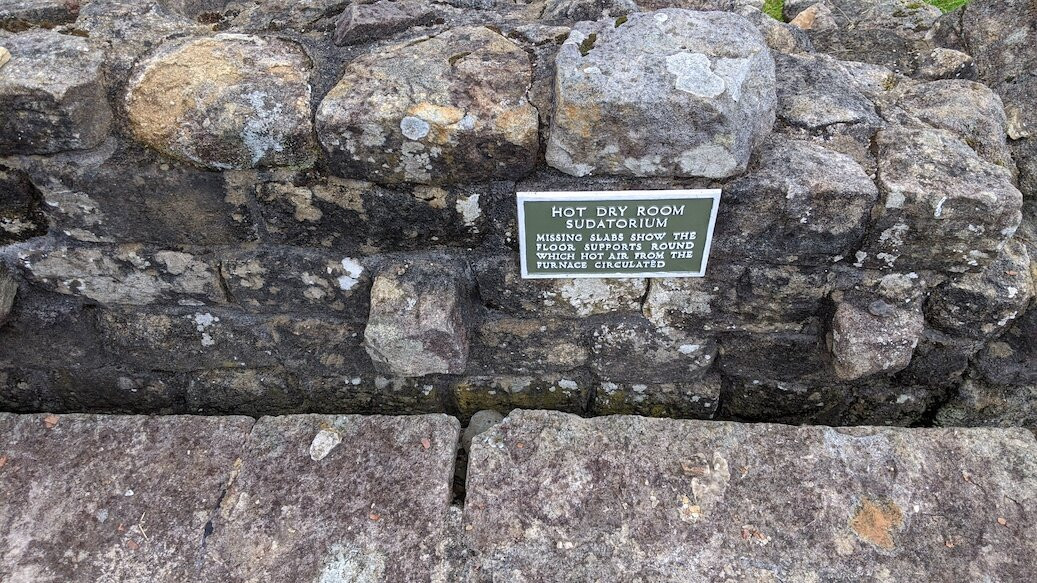 HOT DRY ROOM
SUDATORIUM
MISSING SLABS SHOW THE
FLOOR SUPPORTS ROUND
WHICH HOT AIR FROM THE
FURNACE CIRCULATED